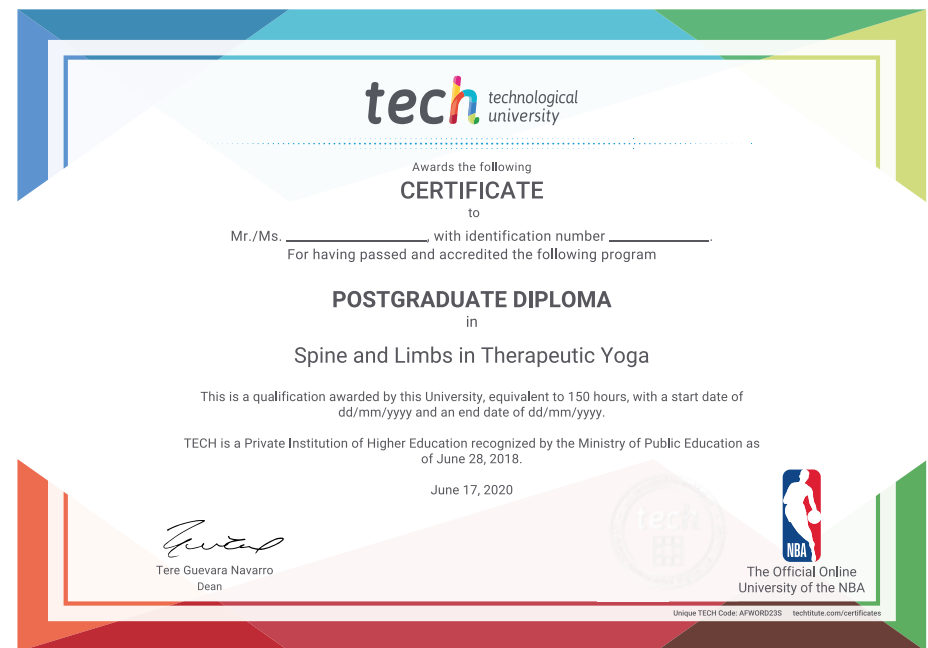 tech technological
university
Awards the following
CERTIFICATE
to
Mr./Ms. ____________________, with identification number ______________.
For having passed and accredited the following program
POSTGRADUATE DIPLOMA
in
Spine and Limbs in Therapeutic Yoga
This is a qualification awarded by this University, equivalent to 150 hours, with a start date of
dd/mm/yyyy and an end date of dd/mm/yyyy.
TECH is a Private Institution of Higher Education recognized by the Ministry of Public Education as
of June 28, 2018.
June 17, 2020
tech
Tere Guevara Navarro
Dean
NBA
The Official Online
University of the NBA
Unique TECH Code: AFWORD23S techtitute.com/certificates